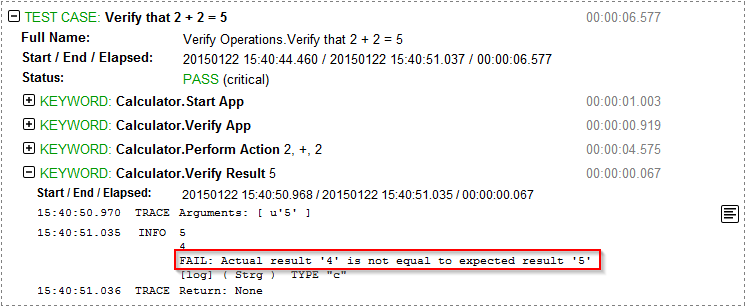 TEST CASE: Verify that 2 + 2 = 5 00:00:06.577
Full Name: Verify Operations.Verify that 2 + 2 = 5
Start / End / Elapsed: 20150122 15:40:44.460 / 20150122 15:40:51.037 / 00:00:06.577
Status: PASS (critical)
KEYWORD: Calculator.Start App 00:00:01.003
KEYWORD: Calculator.Verify App 00:00:00.919
KEYWORD: Calculator.Perform Action 2, +, 2 00:00:04.575
KEYWORD: Calculator.Verify Result 5 00:00:00.067
Start / End / Elapsed: 20150122 15:40:50.968 / 20150122 15:40:51.035 / 00:00:00.067
15:40:50.970 TRACE Arguments: [ u'5' ]
15:40:51.035 INFO 5
4
FAIL: Actual result '4' is not equal to expected result '5'
[log] ( Strg ) TYPE "c"
15:40:51.036 TRACE Return: None